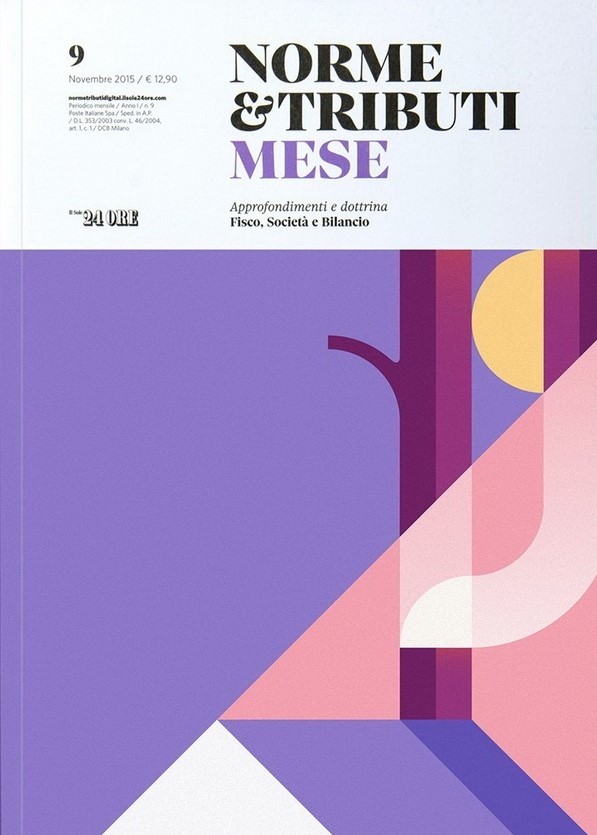 9
Novembre 2015 / € 12,90
normetributidigital.ilsole24ore.com
Periodico mensile / Anno I / n. 9
Poste Italiane Spa / Sped. in A.P.
/ D.L. 353/2003 conv. L. 46/2004,
art. 1, c. 1 / DCB Milano
Il Sole 24 ORE
NORME
&TRIBUTI
MESE
Approfondimenti e dottrina
Fisco, Società e Bilancio